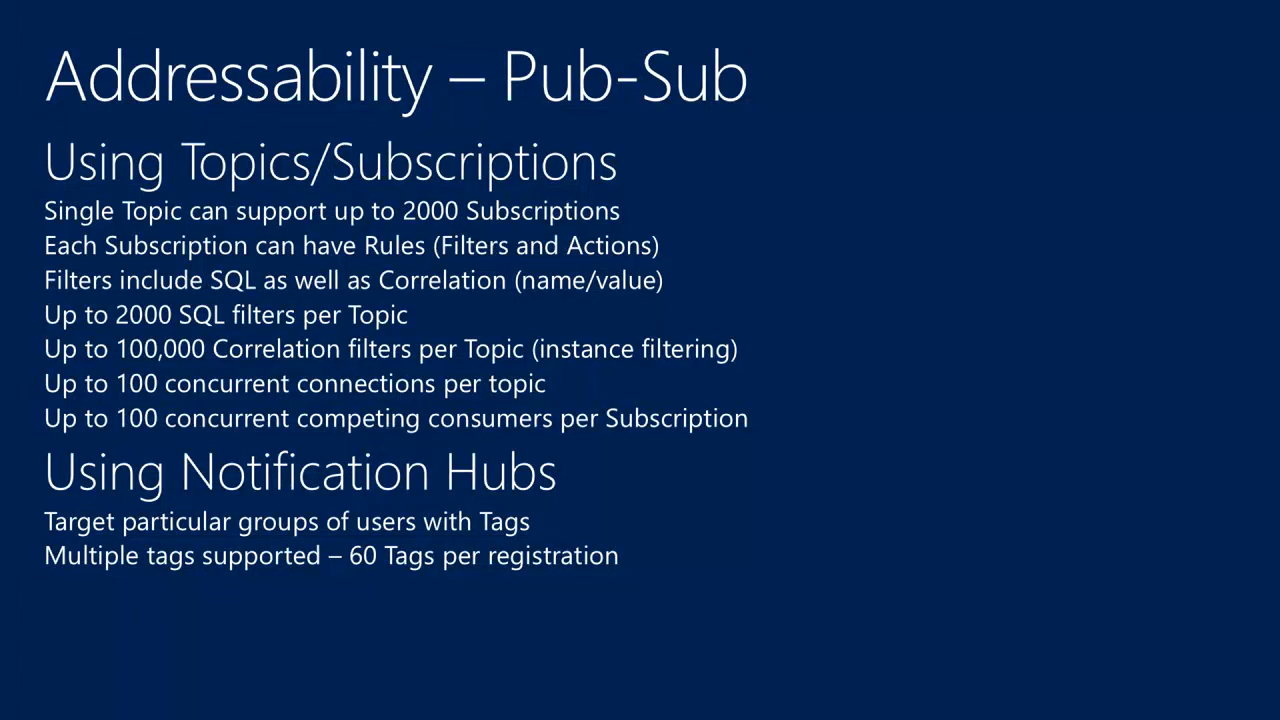 Addressability – Pub-Sub
Using Topics/Subscriptions
Single Topic can support up to 2000 Subscriptions
Each Subscription can have Rules (Filters and Actions)
Filters include SQL as well as Correlation (name/value)
Up to 2000 SQL filters per Topic
Up to 100,000 Correlation filters per Topic (instance filtering)
Up to 100 concurrent connections per topic
Up to 100 concurrent competing consumers per Subscription
Using Notification Hubs
Target particular groups of users with Tags
Multiple tags supported – 60 Tags per registration